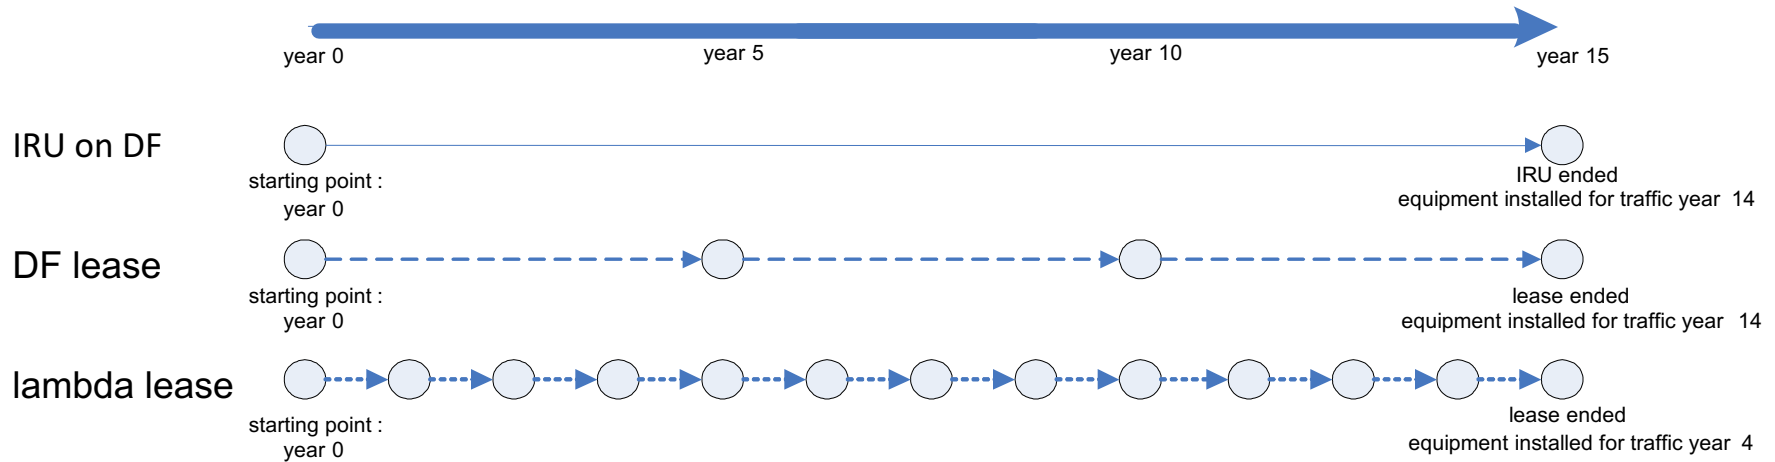 year 0
year 5
year 10
year 15
IRU on DF
starting point :
year 0
IRU ended
equipment installed for traffic year 14
DF lease
starting point :
year 0
lease ended
equipment installed for traffic year 14
lambda lease
starting point :
year 0
lease ended
equipment installed for traffic year 4